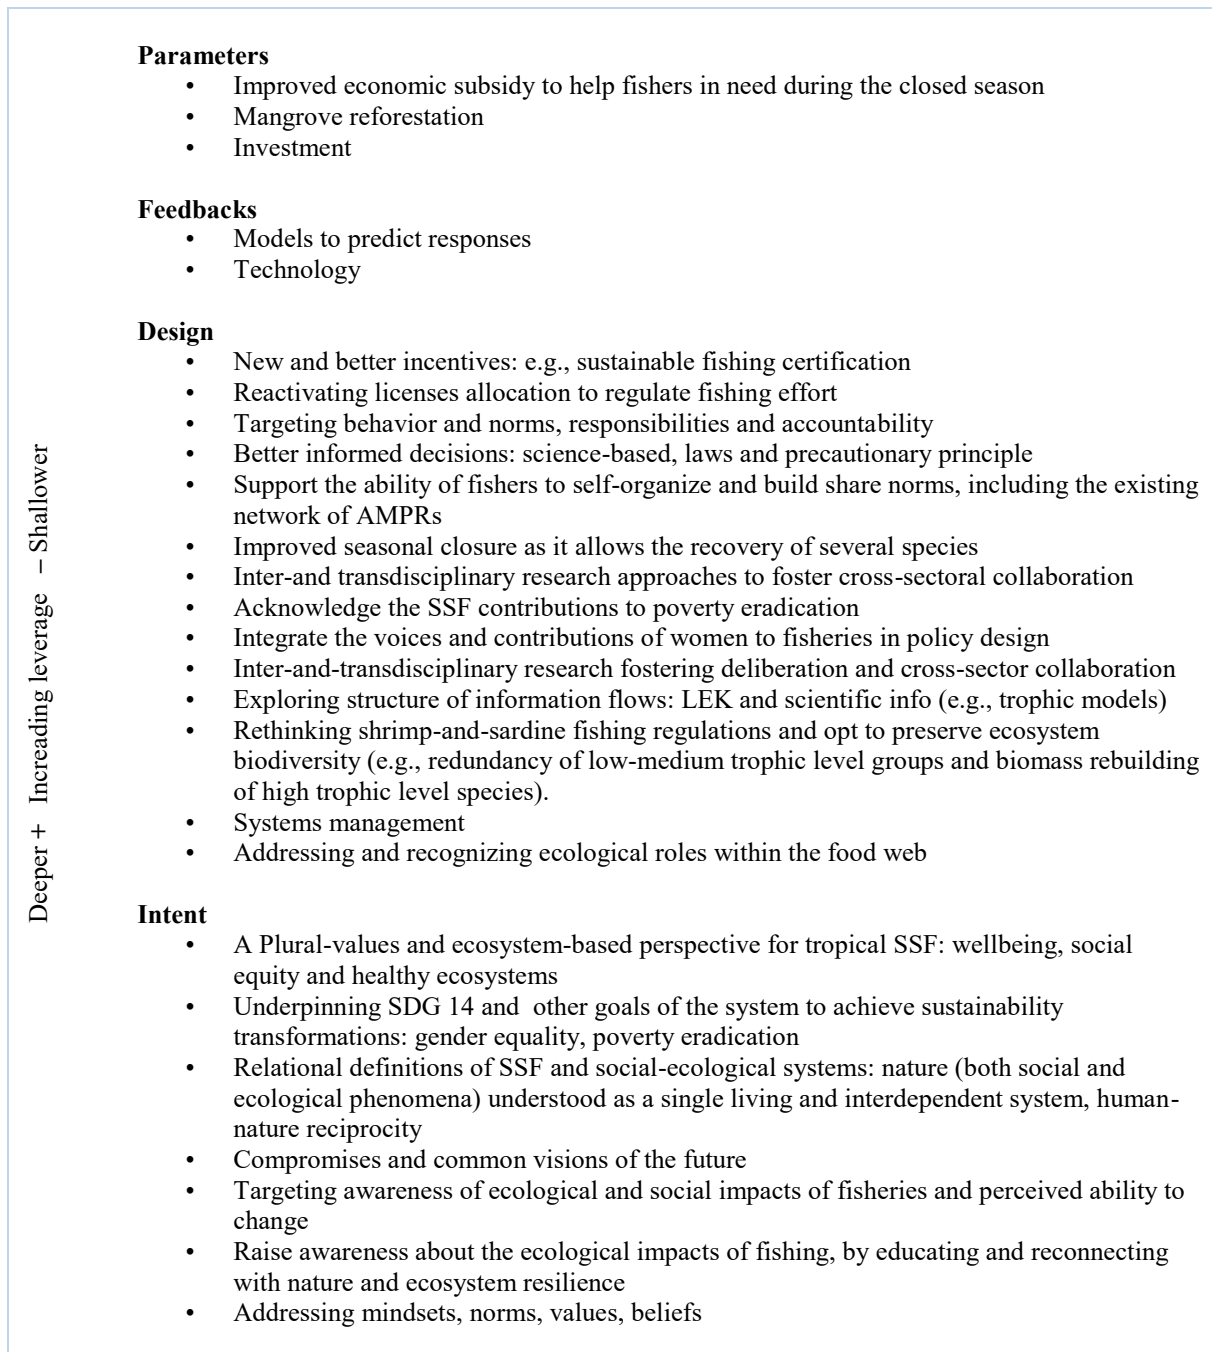 Parameters
• Improved economic subsidy to help fishers in need during the closed season
• Mangrove reforestation
• Investment
Feedbacks
• Models to predict responses
• Technology
Design
• New and better incentives: e.g., sustainable fishing certification
• Reactivating licenses allocation to regulate fishing effort
• Targeting behavior and norms, responsibilities and accountability
• Better informed decisions: science-based, laws and precautionary principle
• Support the ability of fishers to self-organize and build share norms, including the existing
network of AMPRs
• Improved seasonal closure as it allows the recovery of several species
• Inter-and transdisciplinary research approaches to foster cross-sectoral collaboration
• Acknowledge the SSF contributions to poverty eradication
• Integrate the voices and contributions of women to fisheries in policy design
• Inter-and-transdisciplinary research fostering deliberation and cross-sector collaboration
• Exploring structure of information flows: LEK and scientific info (e.g., trophic models)
• Rethinking shrimp-and-sardine fishing regulations and opt to preserve ecosystem
biodiversity (e.g., redundancy of low-medium trophic level groups and biomass rebuilding
of high trophic level species).
• Systems management
• Addressing and recognizing ecological roles within the food web
Intent
• A Plural-values and ecosystem-based perspective for tropical SSF: wellbeing, social
equity and healthy ecosystems
• Underpinning SDG 14 and other goals of the system to achieve sustainability
transformations: gender equality, poverty eradication
• Relational definitions of SSF and social-ecological systems: nature (both social and
ecological phenomena) understood as a single living and interdependent system, human-
nature reciprocity
• Compromises and common visions of the future
• Targeting awareness of ecological and social impacts of fisheries and perceived ability to
change
• Raise awareness about the ecological impacts of fishing, by educating and reconnecting
with nature and ecosystem resilience
• Addressing mindsets, norms, values, beliefs
Deeper + Increading leverage – Shallower